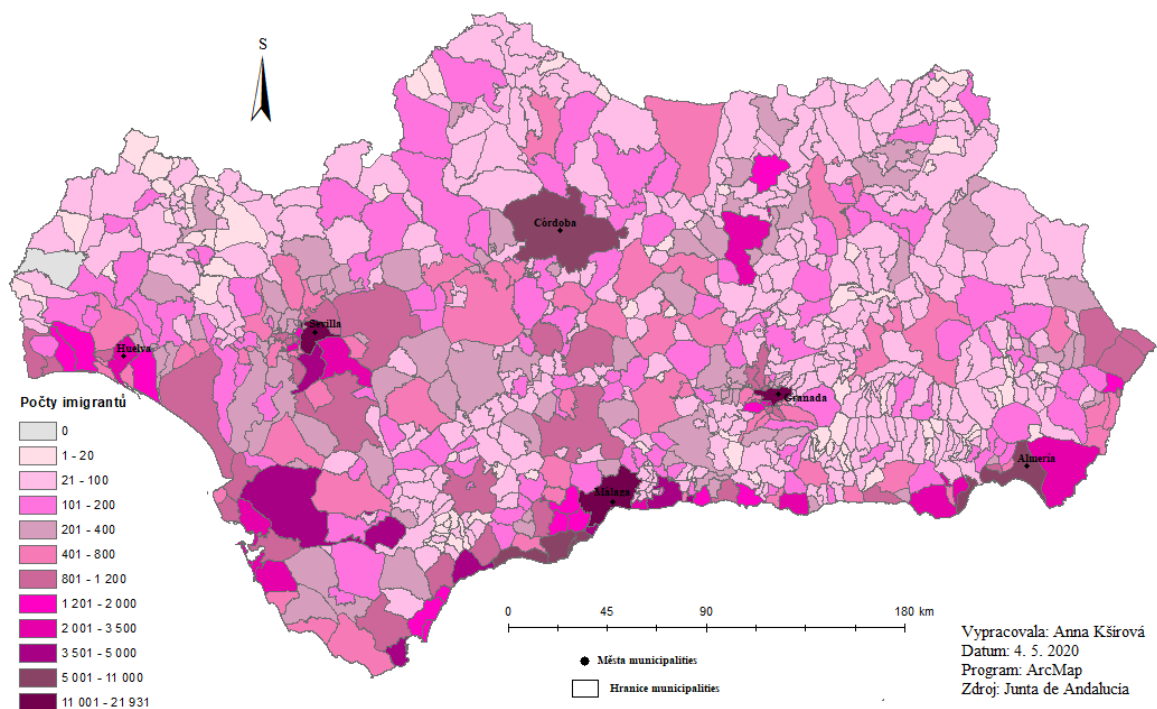 S
Córdoba
Sevilla
Huelva
Granada
Počty imigrantů
0
1 - 20
21 - 100
101 - 200
201 - 400
401 - 800
801 - 1 200
1 201 - 2 000
2 001 - 3 500
3 501 - 5 000
5 001 - 11 000
11 001 - 21 931
Almería
Málaga
0 45 90 180 km
Města municipalities
Hranice municipalities
Vypracovala: Anna Kširová
Datum: 4. 5. 2020
Program: ArcMap
Zdroj: Junta de Andalucía